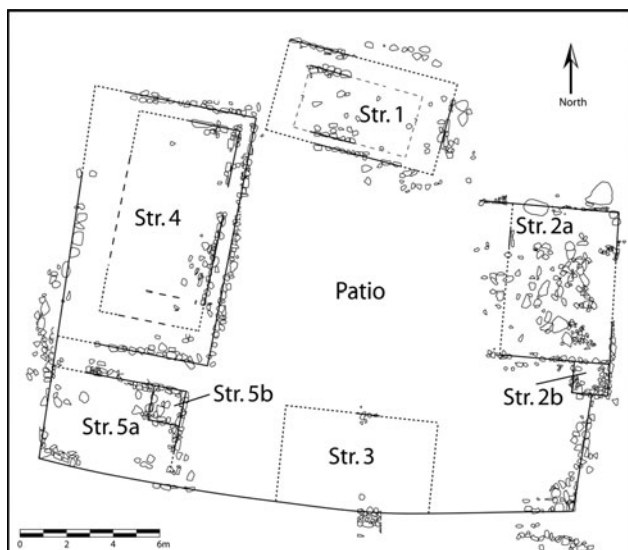 Str. 1
North
Str. 4
Str. 2a
Patio
Str. 5b
Str. 2b
Str. 5a
Str. 3
0 2 4 6m